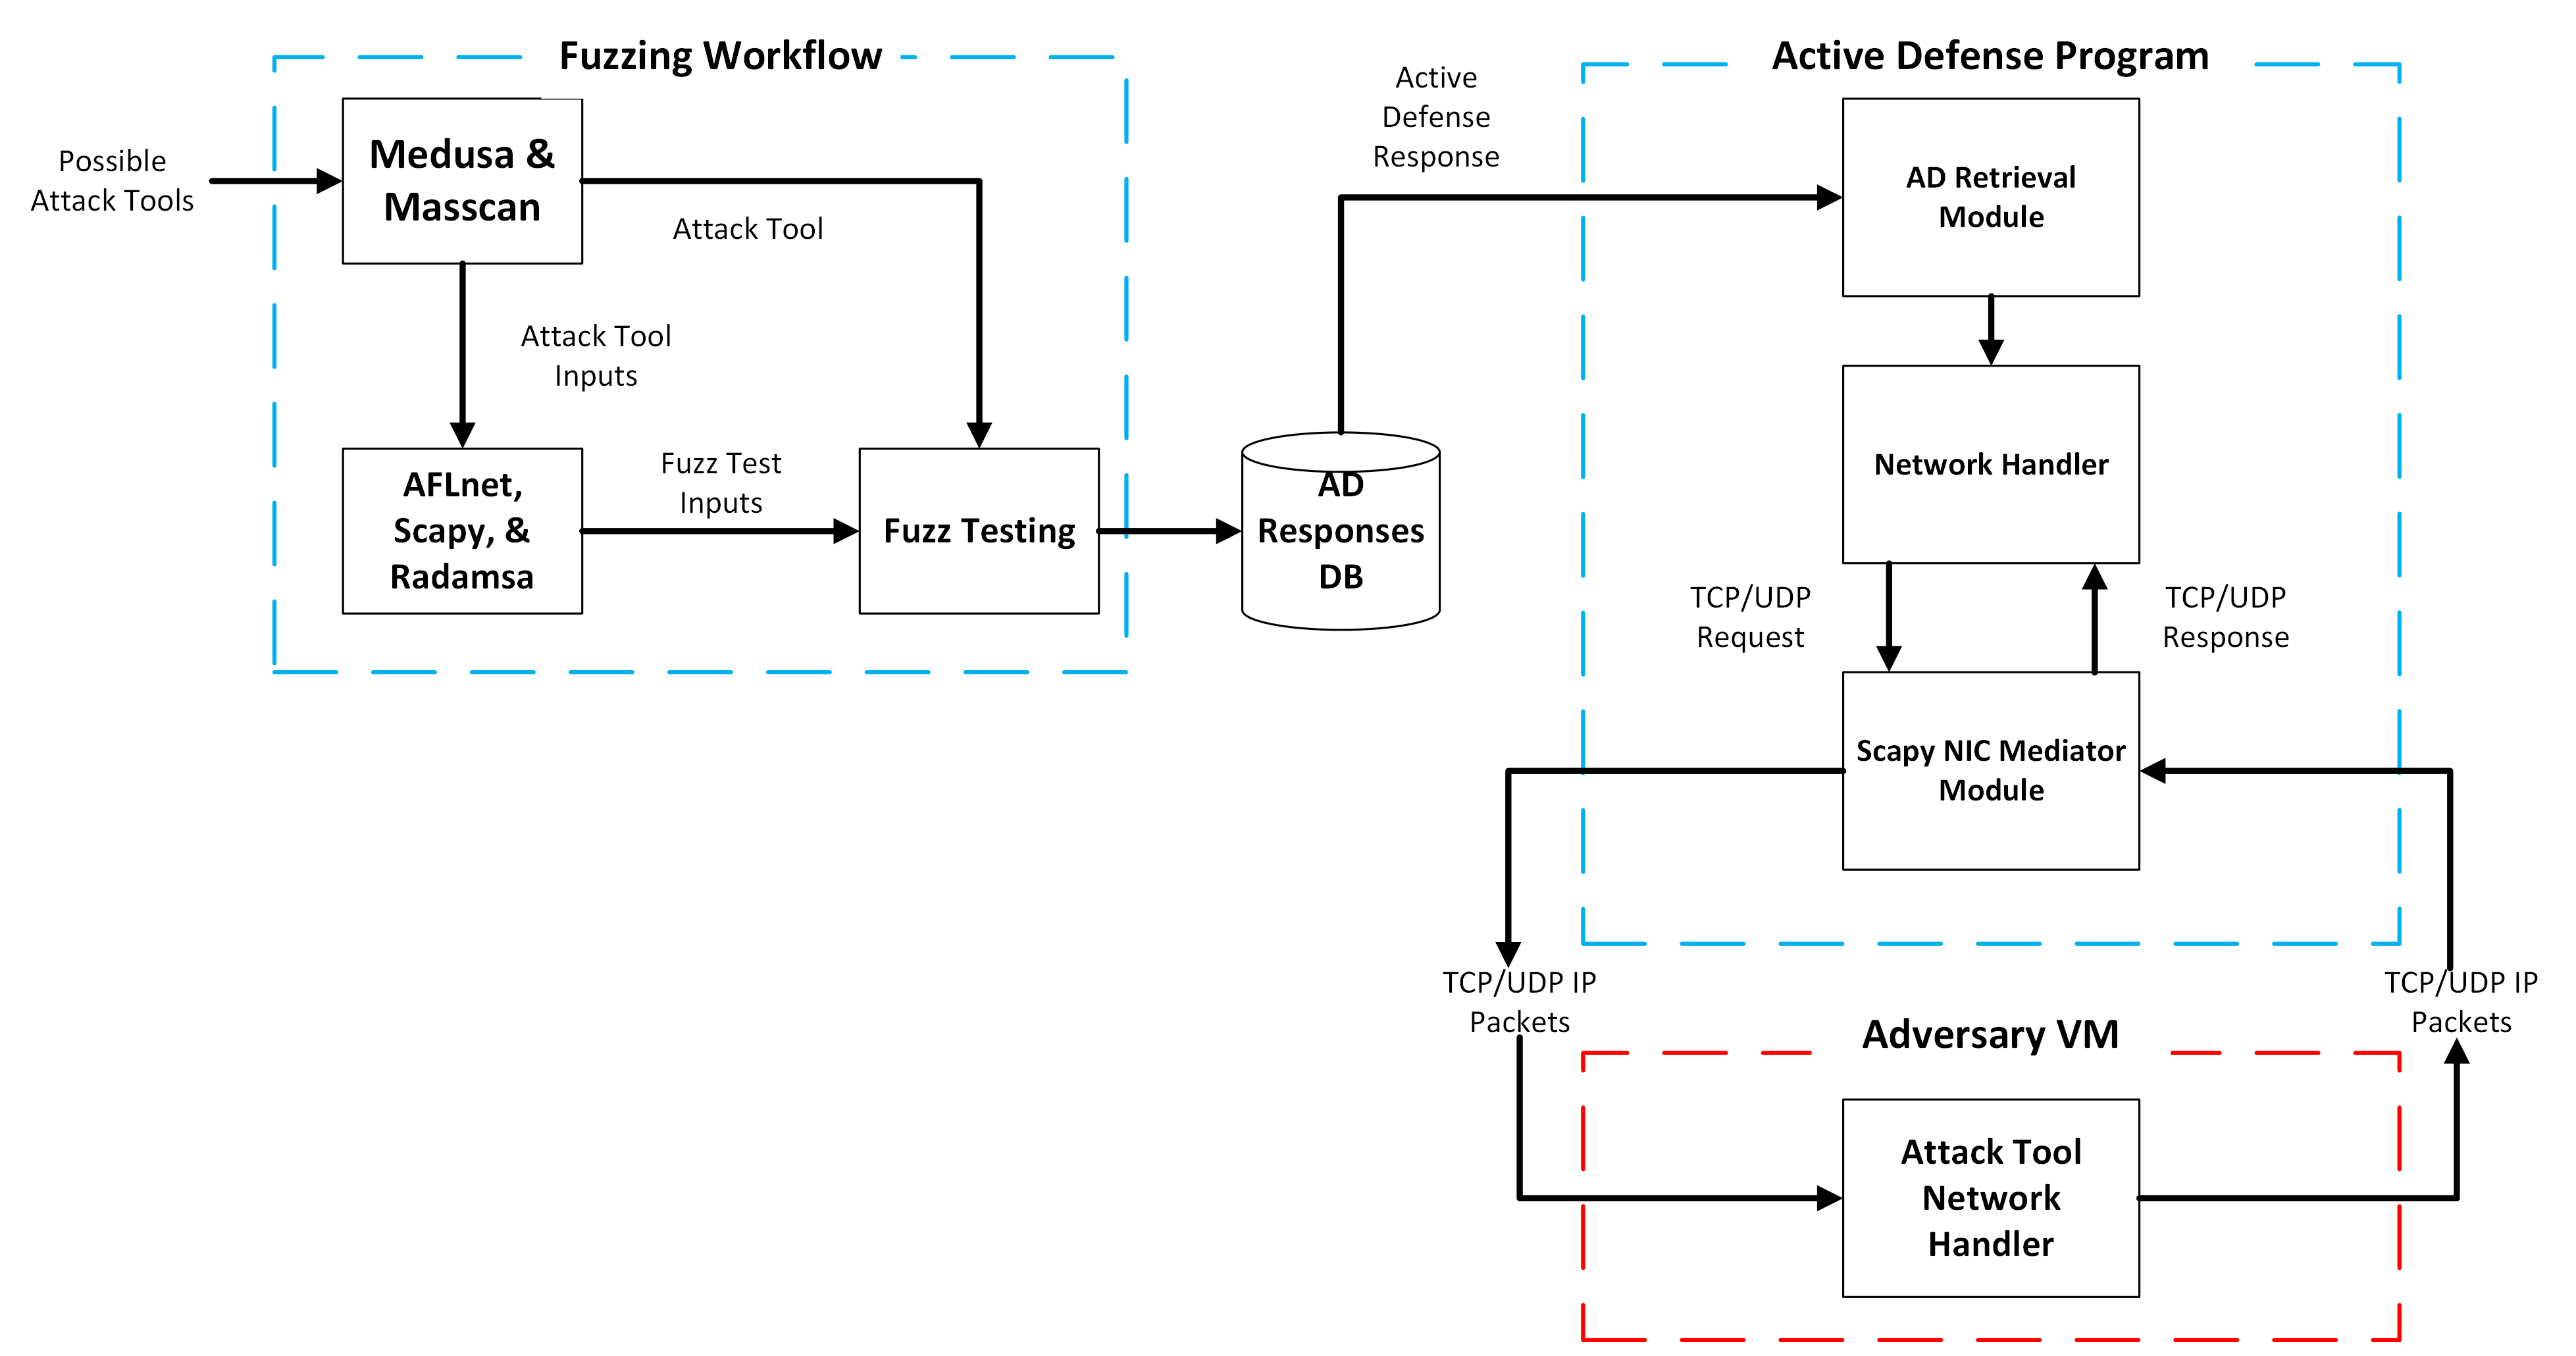 Fuzzing Workflow
Possible
Attack Tools
Medusa &
Masscan
Attack Tool
Attack Tool
Inputs
AFLnet,
Scapy, &
Radamsa
Fuzz Test
Inputs
Fuzz Testing
AD
Responses
DB
Active
Defense
Response
Active Defense Program
AD Retrieval
Module
Network Handler
TCP/UDP
Request
TCP/UDP
Response
Scapy NIC Mediator
Module
TCP/UDP IP
Packets
TCP/UDP IP
Packets
Adversary VM
Attack Tool
Network
Handler